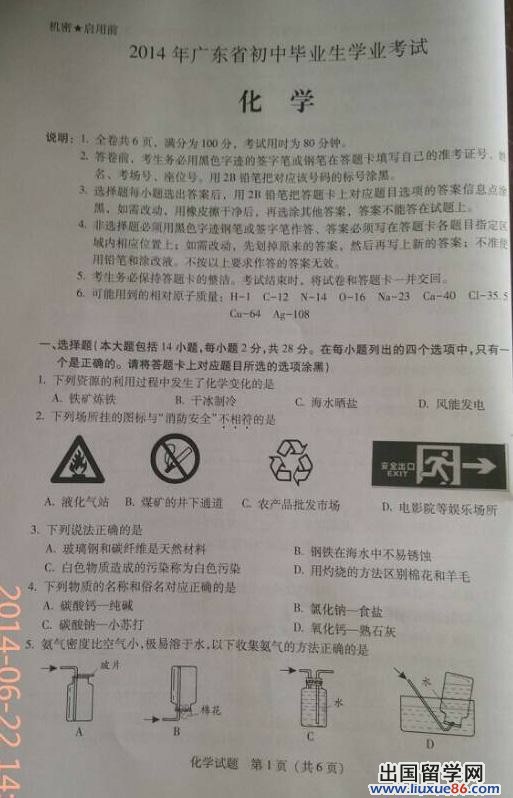 机密★启用前
2014年广东省初中毕业生学业考试
化 学
说明：1. 全卷共6页，满分为100分，考试用时为80分钟。
2. 答卷前，考生务必用黑色字迹的签字笔或钢笔在答题卡填写自己的准考证号、姓
名、考场号、座位号。用2B铅笔把对应该号码的标号涂黑。
3. 选择题每小题选出答案后，用2B铅笔把答题卡上对应题目选项的答案信息点涂
黑，如需改动，用橡皮擦干净后，再选涂其他答案，答案不能答在试题上。
4. 非选择题必须用黑色字迹钢笔或签字笔作答、答案必须写在答题卡各题目指定区
域内相应位置上；如需改动，先划掉原来的答案，然后再写上新的答案；不准使
用铅笔和涂改液。不按以上要求作答的答案无效。
5. 考生务必保持答题卡的整洁。考试结束时，将试卷和答题卡一并交回。
6. 可能用到的相对原子质量：H-1 C-12 N-14 O-16 Na-23 Ca-40 Cl-35.5
Cu-64 Ag-108
一、选择题(本大题包括14小题，每小题2分，共28分。在每小题列出的四个选项中，只有一
个是正确的。请将答题卡上对应题目所选的选项涂黑)
1. 下列资源的利用过程中发生了化学变化的是
A. 铁矿炼铁 B. 干冰制冷 C. 海水晒盐 D. 风能发电
2. 下列场所挂的图标与“消防安全”不相符的是
安全出口
EXIT
A. 液化气站 B. 煤矿的井下通道 C. 农产品批发市场 D. 电影院等娱乐场所
3. 下列说法正确的是
A. 玻璃钢和碳纤维是天然材料 B. 钢铁在海水中不易锈蚀
C. 白色物质造成的污染称为白色污染 D. 用灼烧的方法区别棉花和羊毛
4. 下列物质的名称和俗名对应正确的是
A. 碳酸钙—纯碱 B. 氯化钠—食盐
C. 碳酸钠—小苏打 D. 氧化钙—熟石灰
5. 氨气密度比空气小，极易溶于水，以下收集氨气的方法正确的是
玻片
棉花
水
水
A B C D
化学试题 第1页（共6页）
2014-06-22 14:
出国留学网
www.liuxue86.com